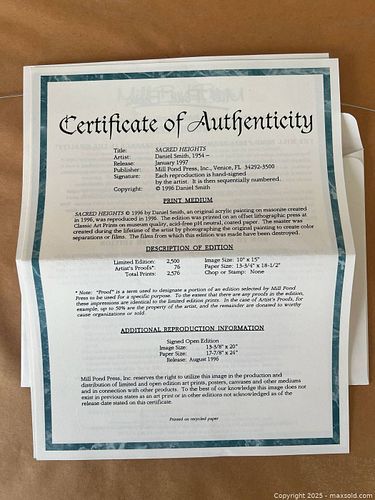 Certificate of Authenticity
Title: SACRED HEIGHTS
Artist: Daniel Smith, 1954 –
Release: January 1997
Publisher: Mill Pond Press, Inc., Venice, FL 34292-3500
Signature: Each reproduction is hand-signed
by the artist. It is then sequentially numbered.
Copyright: © 1996 Daniel Smith
PRINT MEDIUM
SACRED HEIGHTS © 1996 by Daniel Smith, an original acrylic painting on masonite created
in 1996, was reproduced in 1996. The edition was printed on an offset lithographic press at
Classic Art Prints on museum quality, acid-free pH neutral, coated paper. The master was
created during the lifetime of the artist by photographing the original painting to create color
separations or films. The films from which this edition was made have been destroyed.
DESCRIPTION OF EDITION
Limited Edition: 2,500 Image Size: 10" x 15"
Artist's Proofs*: 76 Paper Size: 13-3/4" x 18-1/2"
Total Prints: 2,576 Chop or Stamp: None
* Note: "Proof" is a term used to designate a portion of an edition selected by Mill Pond
Press to be used for a specific purpose. To the extent that there are proofs in the edition,
these impressions are identical to the limited edition prints. In the case of Artist's Proofs, for
example, up to 50% are the property of the artist, and the remainder are donated to worthy
cause organizations or sold.
ADDITIONAL REPRODUCTION INFORMATION
Signed Open Edition
Image Size: 13-3/8" x 20"
Paper Size: 17-7/8" x 24"
Release: August 1996
Mill Pond Press, Inc. reserves the right to utilize this image in the production and
distribution of limited and open edition art prints, posters, canvases and other mediums
and in connection with other products. To the best of our knowledge this image does not
exist in previous states as an art print or in other editions not acknowledged as of the
release date stated on this certificate.
Printed on recycled paper
Copyright 2025 - maxsold.com